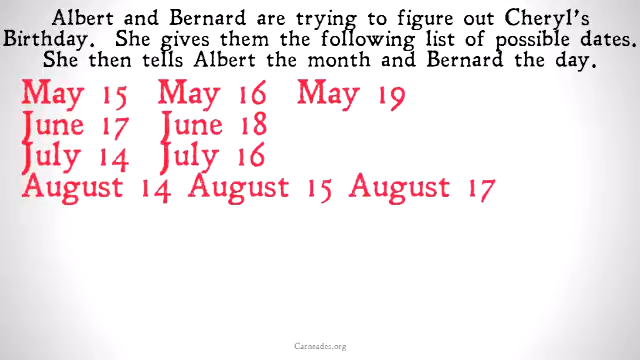 Albert and Bernard are trying to figure out Cheryl's
Birthday. She gives them the following list of possible dates.
She then tells Albert the month and Bernard the day.
May 15 May 16 May 19
June 17 June 18
July 14 July 16
August 14 August 15 August 17
Carneades.org